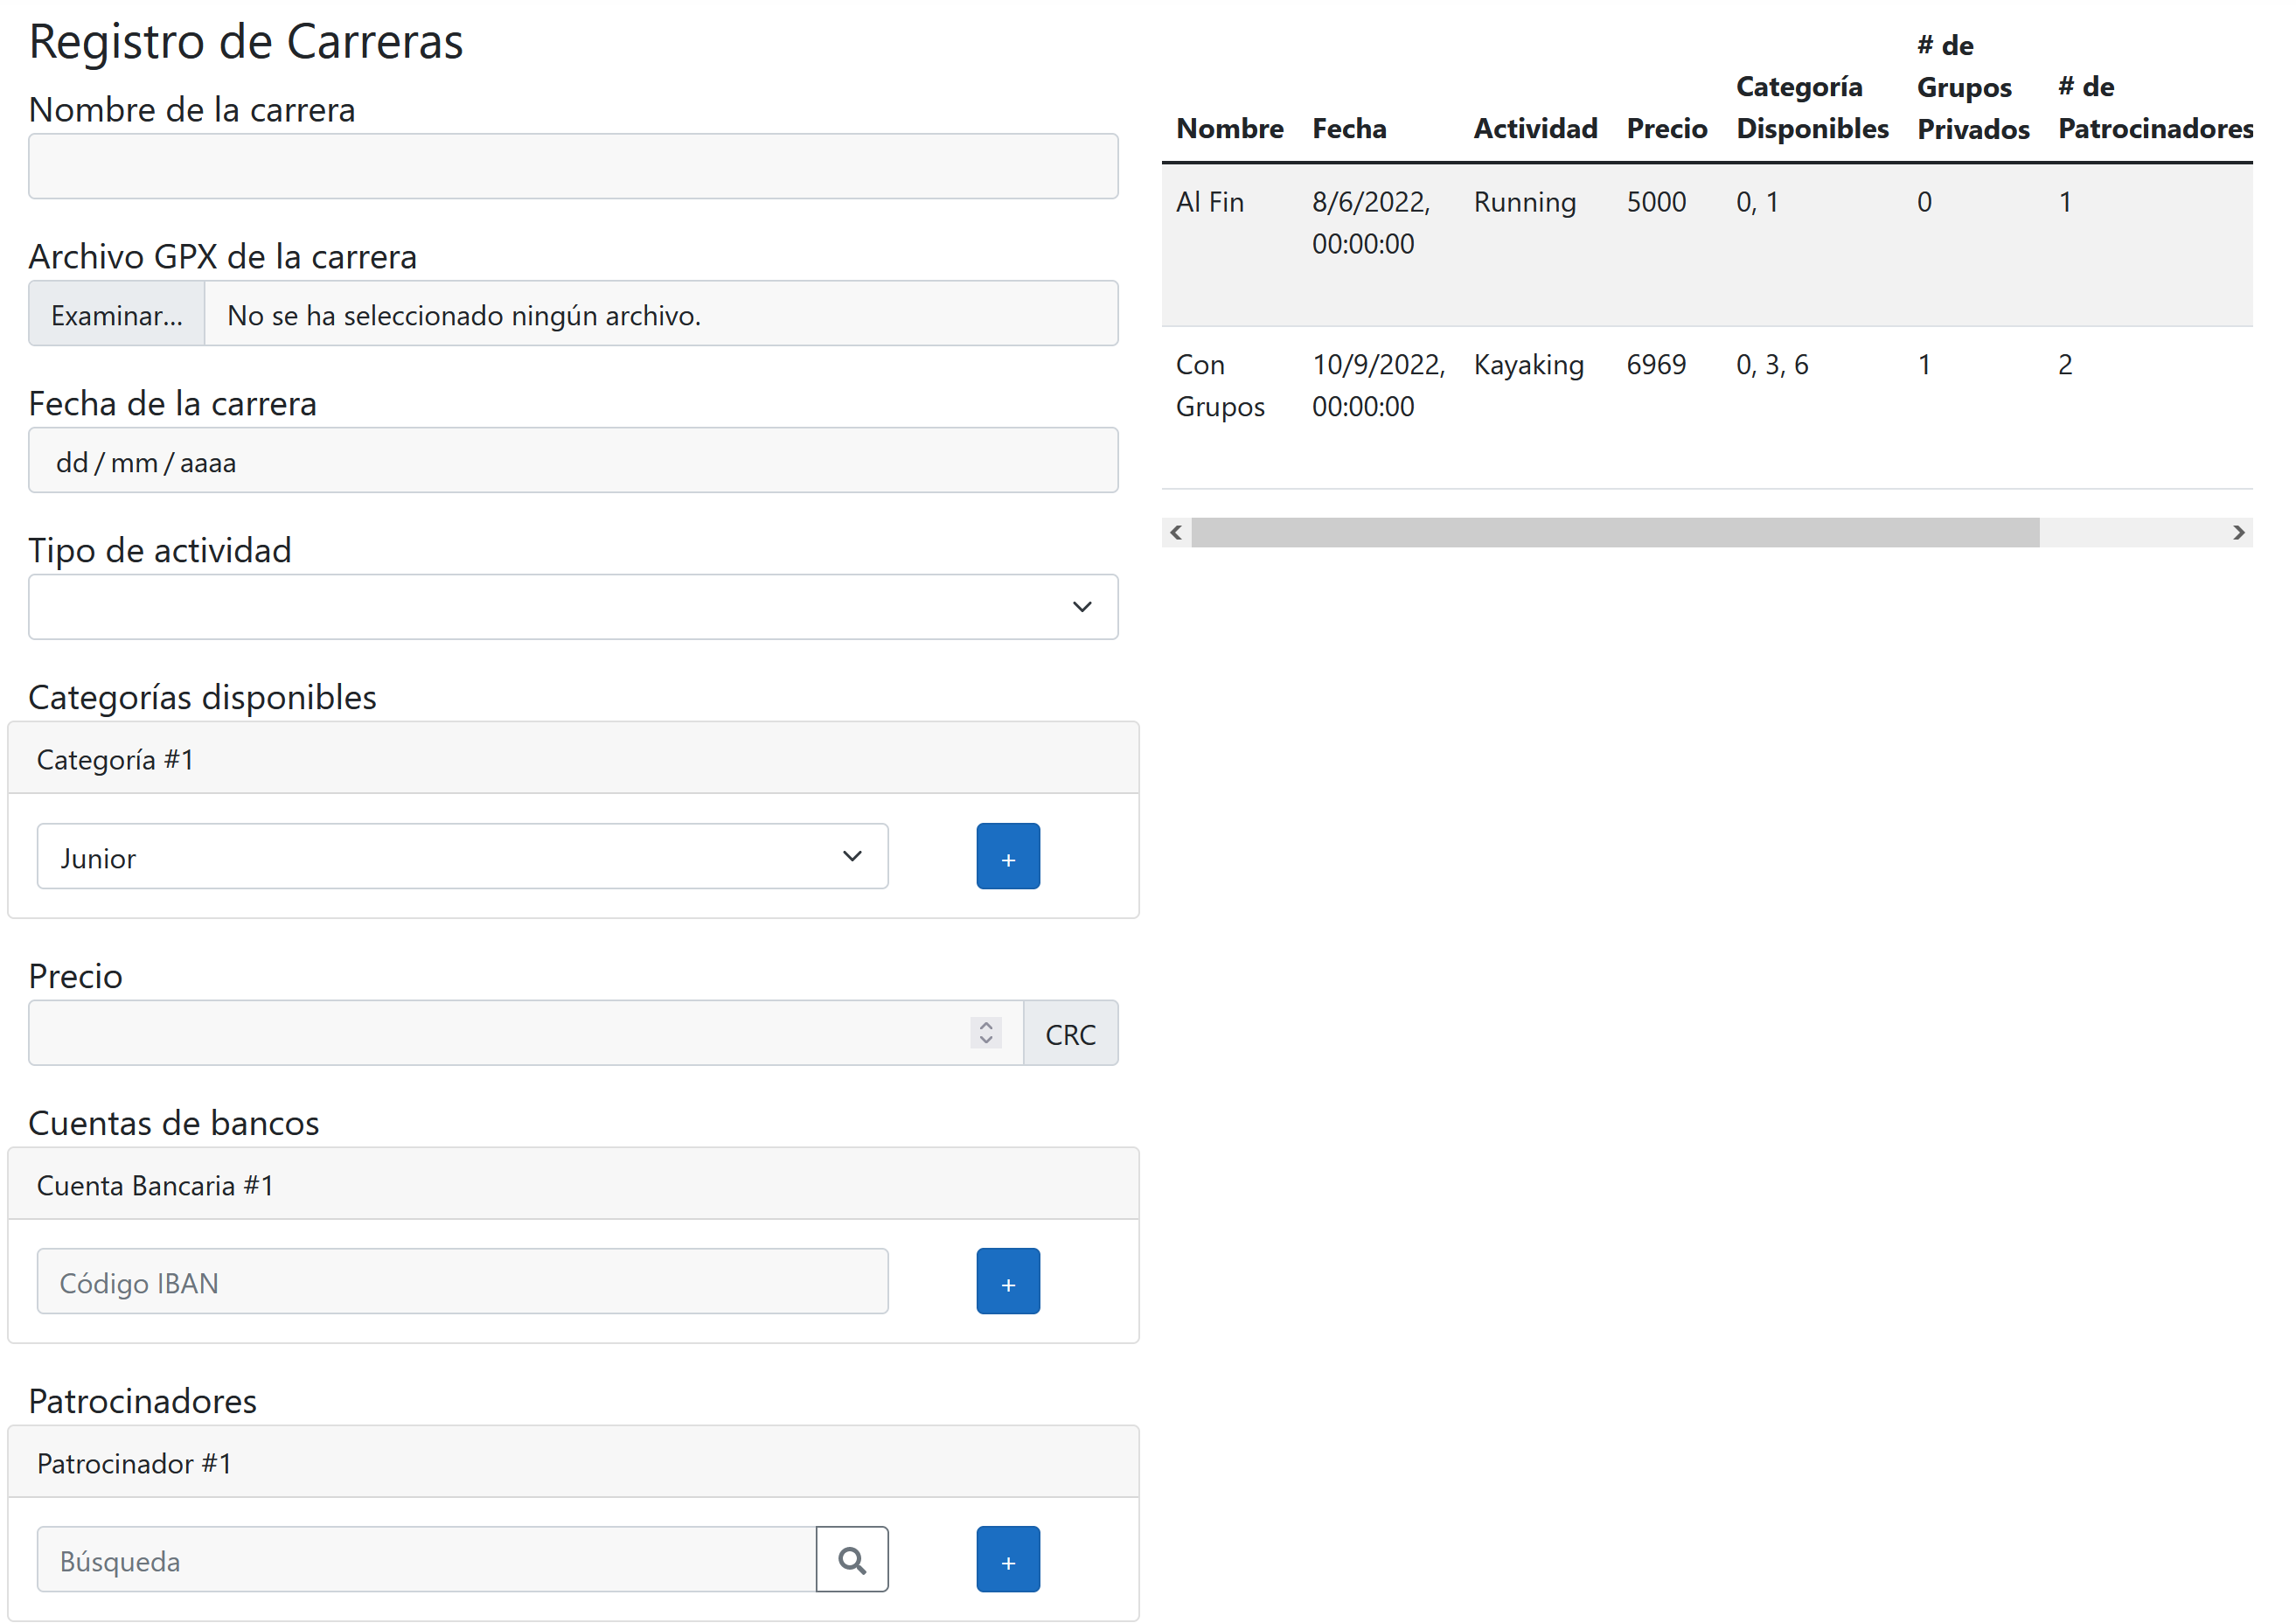 Registro de Carreras
Nombre de la carrera
Archivo GPX de la carrera
Examinar... No se ha seleccionado ningún archivo.
Fecha de la carrera
dd / mm / aaaa
Tipo de actividad
Categorías disponibles
Categoría #1
Junior
+
Precio
CRC
Cuentas de bancos
Cuenta Bancaria #1
Código IBAN
+
Patrocinadores
Patrocinador #1
Búsqueda
+
# de
Categoría Grupos # de
Nombre Fecha Actividad Precio Disponibles Privados Patrocinadores
Al Fin 8/6/2022, Running 5000 0, 1 0 1
00:00:00
Con 10/9/2022, Kayaking 6969 0, 3, 6 1 2
Grupos 00:00:00